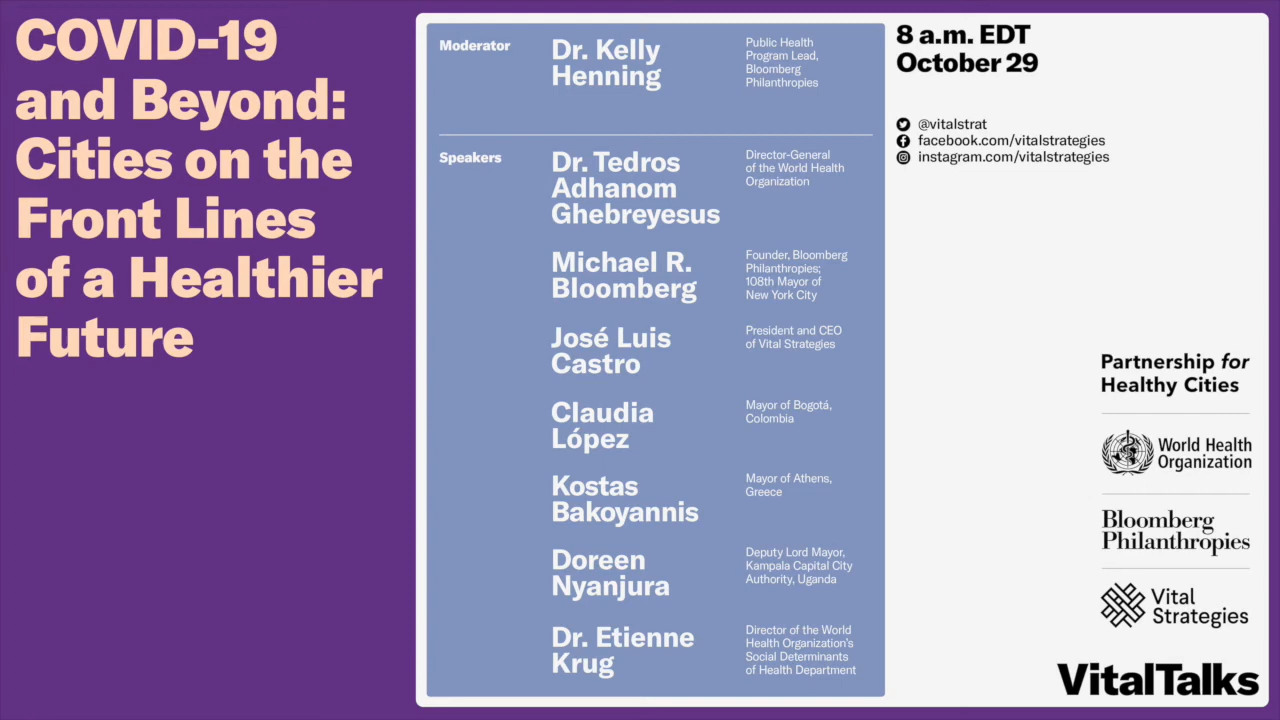 COVID-19
and Beyond:
Cities on the
Front Lines
of a Healthier
Future
Moderator
Dr. Kelly
Henning
Public Health
Program Lead,
Bloomberg
Philanthropies
Speakers
Dr. Tedros
Adhanom
Ghebreyesus
Director-General
of the World Health
Organization
Michael R.
Bloomberg
Founder, Bloomberg
Philanthropies;
108th Mayor of
New York City
José Luis
Castro
President and CEO
of Vital Strategies
Claudia
López
Mayor of Bogotá,
Colombia
Kostas
Bakoyannis
Mayor of Athens,
Greece
Doreen
Nyanjura
Deputy Lord Mayor,
Kampala Capital City
Authority, Uganda
Dr. Etienne
Krug
Director of the World
Health Organization's
Social Determinants
of Health Department
8 a.m. EDT
October 29
@vitalstrat
facebook.com/vitalstrategies
instagram.com/vitalstrategies
Partnership for
Healthy Cities
World Health
Organization
Bloomberg
Philanthropies
Vital
Strategies
VitalTalks